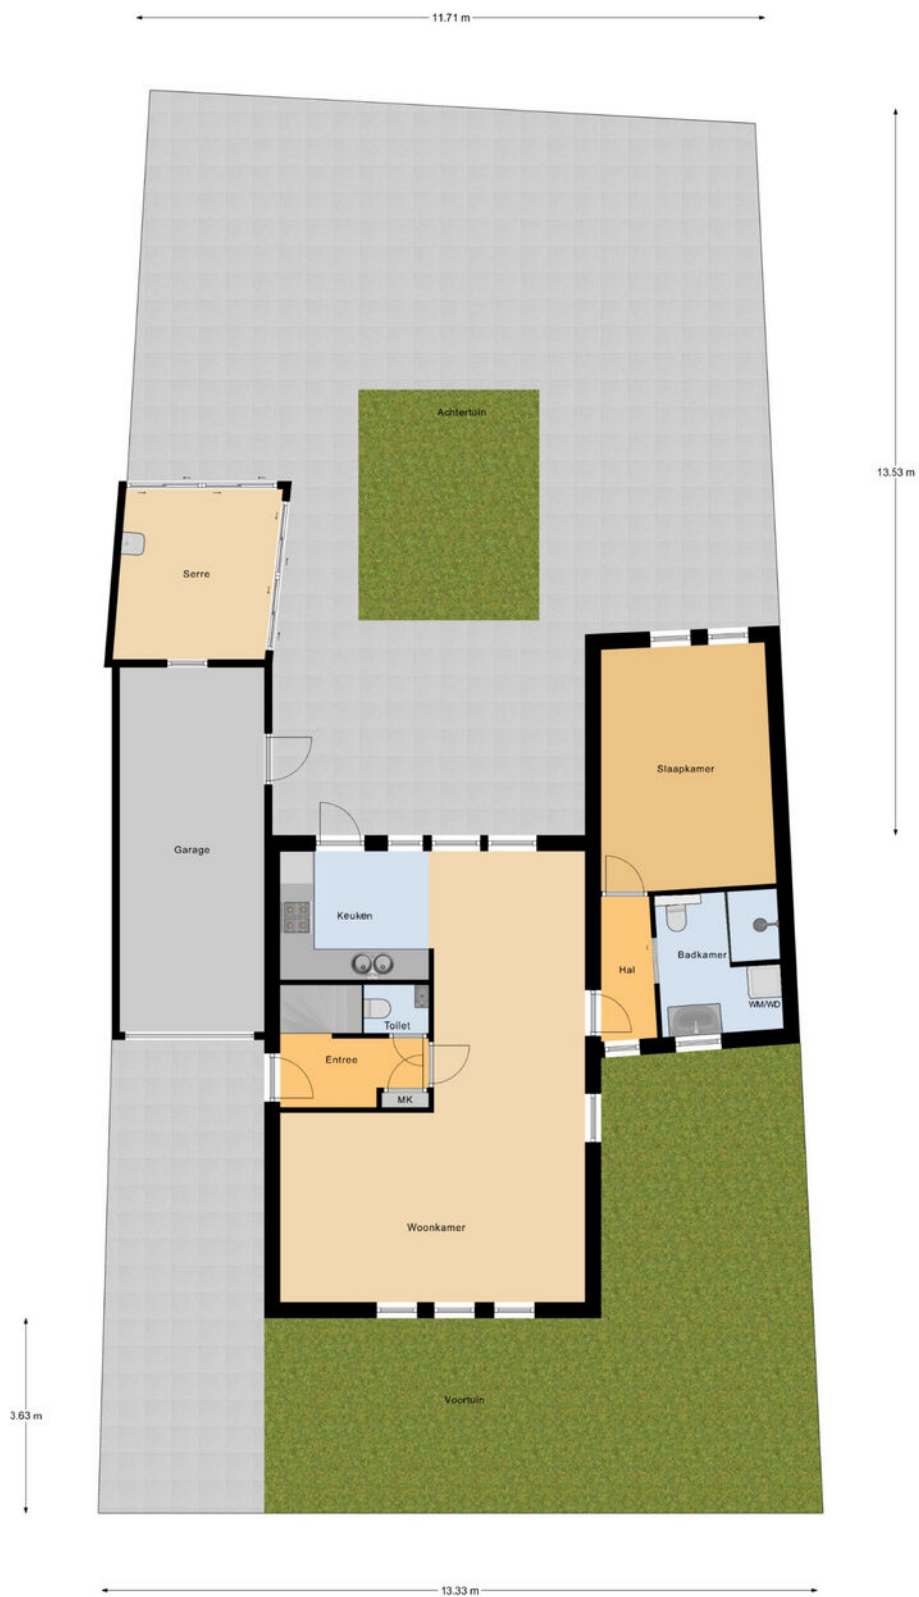 11.71 m
Achtertuin
13.53 m
Serre
Slaapkamer
Garage
Keuken
Badkamer
Hal
WM/WD
Toilet
Entree
MK
Woonkamer
Voortuin
3.63 m
13.33 m